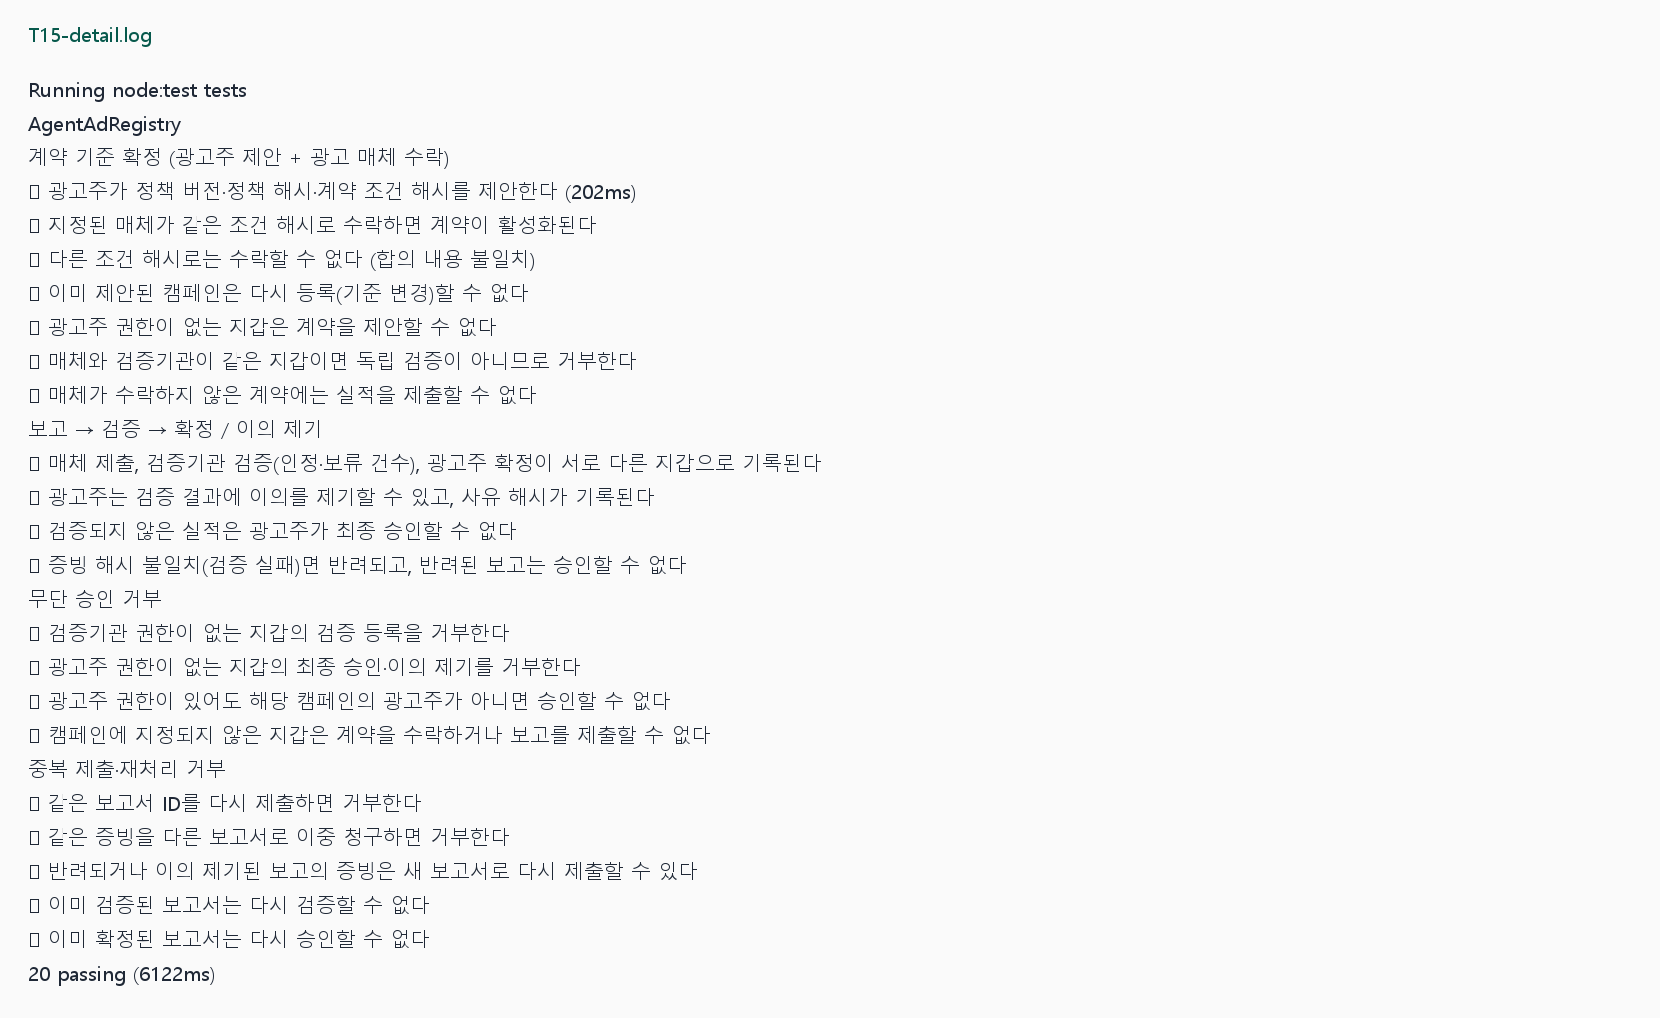 T15-detail.log
Running node:test tests
AgentAdRegistry
계약 기준 확정 (광고주 제안 + 광고 매체 수락)
▯ 광고주가 정책 버전·정책 해시·계약 조건 해시를 제안한다 (202ms)
▯ 지정된 매체가 같은 조건 해시로 수락하면 계약이 활성화된다
▯ 다른 조건 해시로는 수락할 수 없다 (합의 내용 불일치)
▯ 이미 제안된 캠페인은 다시 등록(기준 변경)할 수 없다
▯ 광고주 권한이 없는 지갑은 계약을 제안할 수 없다
▯ 매체와 검증기관이 같은 지갑이면 독립 검증이 아니므로 거부한다
▯ 매체가 수락하지 않은 계약에는 실적을 제출할 수 없다
보고 → 검증 → 확정 / 이의 제기
▯ 매체 제출, 검증기관 검증(인정·보류 건수), 광고주 확정이 서로 다른 지갑으로 기록된다
▯ 광고주는 검증 결과에 이의를 제기할 수 있고, 사유 해시가 기록된다
▯ 검증되지 않은 실적은 광고주가 최종 승인할 수 없다
▯ 증빙 해시 불일치(검증 실패)면 반려되고, 반려된 보고는 승인할 수 없다
무단 승인 거부
▯ 검증기관 권한이 없는 지갑의 검증 등록을 거부한다
▯ 광고주 권한이 없는 지갑의 최종 승인·이의 제기를 거부한다
▯ 광고주 권한이 있어도 해당 캠페인의 광고주가 아니면 승인할 수 없다
▯ 캠페인에 지정되지 않은 지갑은 계약을 수락하거나 보고를 제출할 수 없다
중복 제출·재처리 거부
▯ 같은 보고서 ID를 다시 제출하면 거부한다
▯ 같은 증빙을 다른 보고서로 이중 청구하면 거부한다
▯ 반려되거나 이의 제기된 보고의 증빙은 새 보고서로 다시 제출할 수 있다
▯ 이미 검증된 보고서는 다시 검증할 수 없다
▯ 이미 확정된 보고서는 다시 승인할 수 없다
20 passing (6122ms)